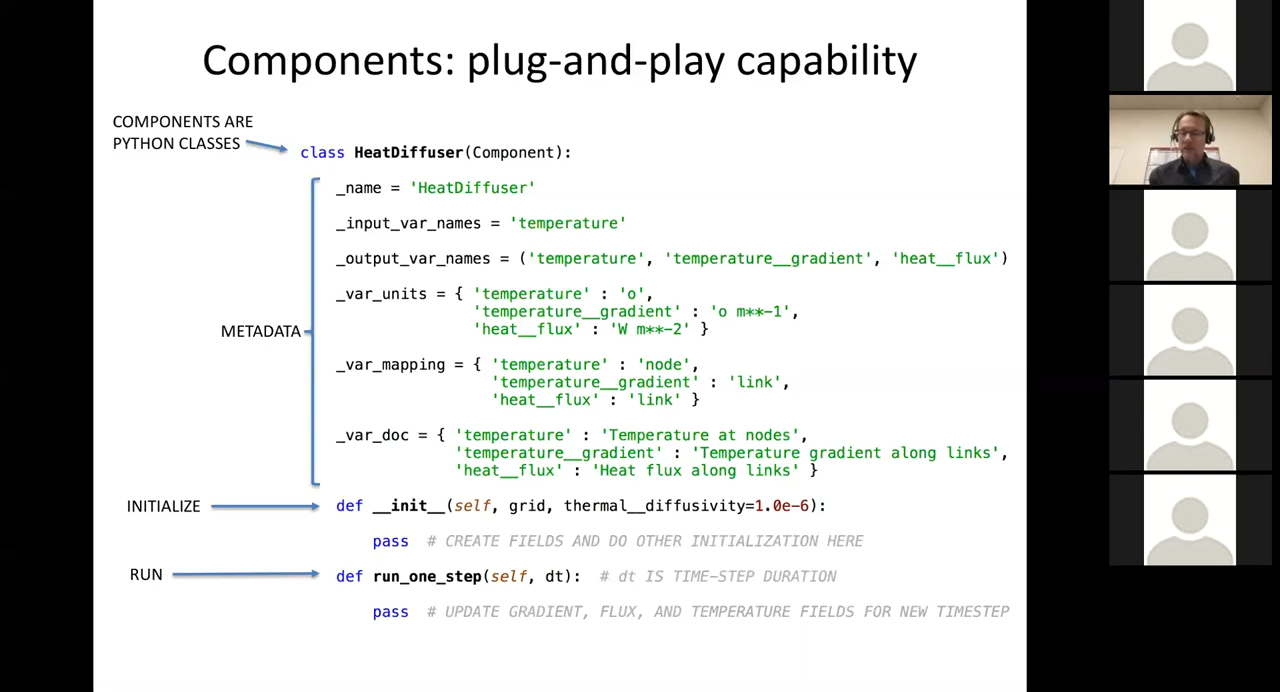 Components: plug-and-play capability
COMPONENTS ARE
PYTHON CLASSES
class HeatDiffuser(Component):
_name = 'HeatDiffuser'
_input_var_names = 'temperature'
_output_var_names = ('temperature', 'temperature__gradient', 'heat__flux')
_var_units = { 'temperature' : 'o',
'temperature__gradient' : 'o m**-1',
'heat__flux' : 'W m**-2' }
METADATA
_var_mapping = { 'temperature' : 'node',
'temperature__gradient' : 'link',
'heat__flux' : 'link' }
_var_doc = { 'temperature' : 'Temperature at nodes',
'temperature__gradient' : 'Temperature gradient along links',
'heat__flux' : 'Heat flux along links' }
INITIALIZE
def __init__(self, grid, thermal__diffusivity=1.0e-6):
pass # CREATE FIELDS AND DO OTHER INITIALIZATION HERE
RUN
def run_one_step(self, dt): # dt IS TIME-STEP DURATION
pass # UPDATE GRADIENT, FLUX, AND TEMPERATURE FIELDS FOR NEW TIMESTEP